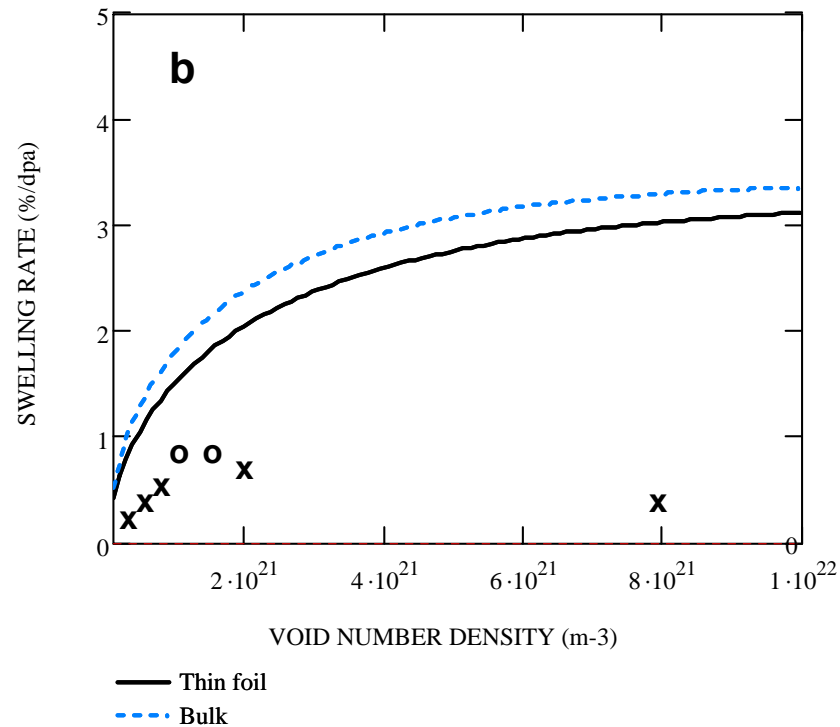 b
5
4
3
2
1
0
0
SWELLING RATE (%/dpa)
o o
x x x x x
x
2·10^21 4·10^21 6·10^21 8·10^21 1·10^22
VOID NUMBER DENSITY (m-3)
Thin foil
Bulk